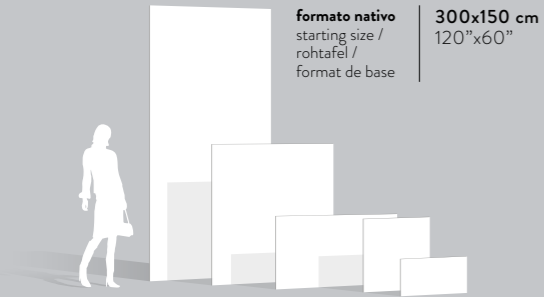 formato nativo
starting size /
rohtafel /
format de base
300x150 cm
120”x60”